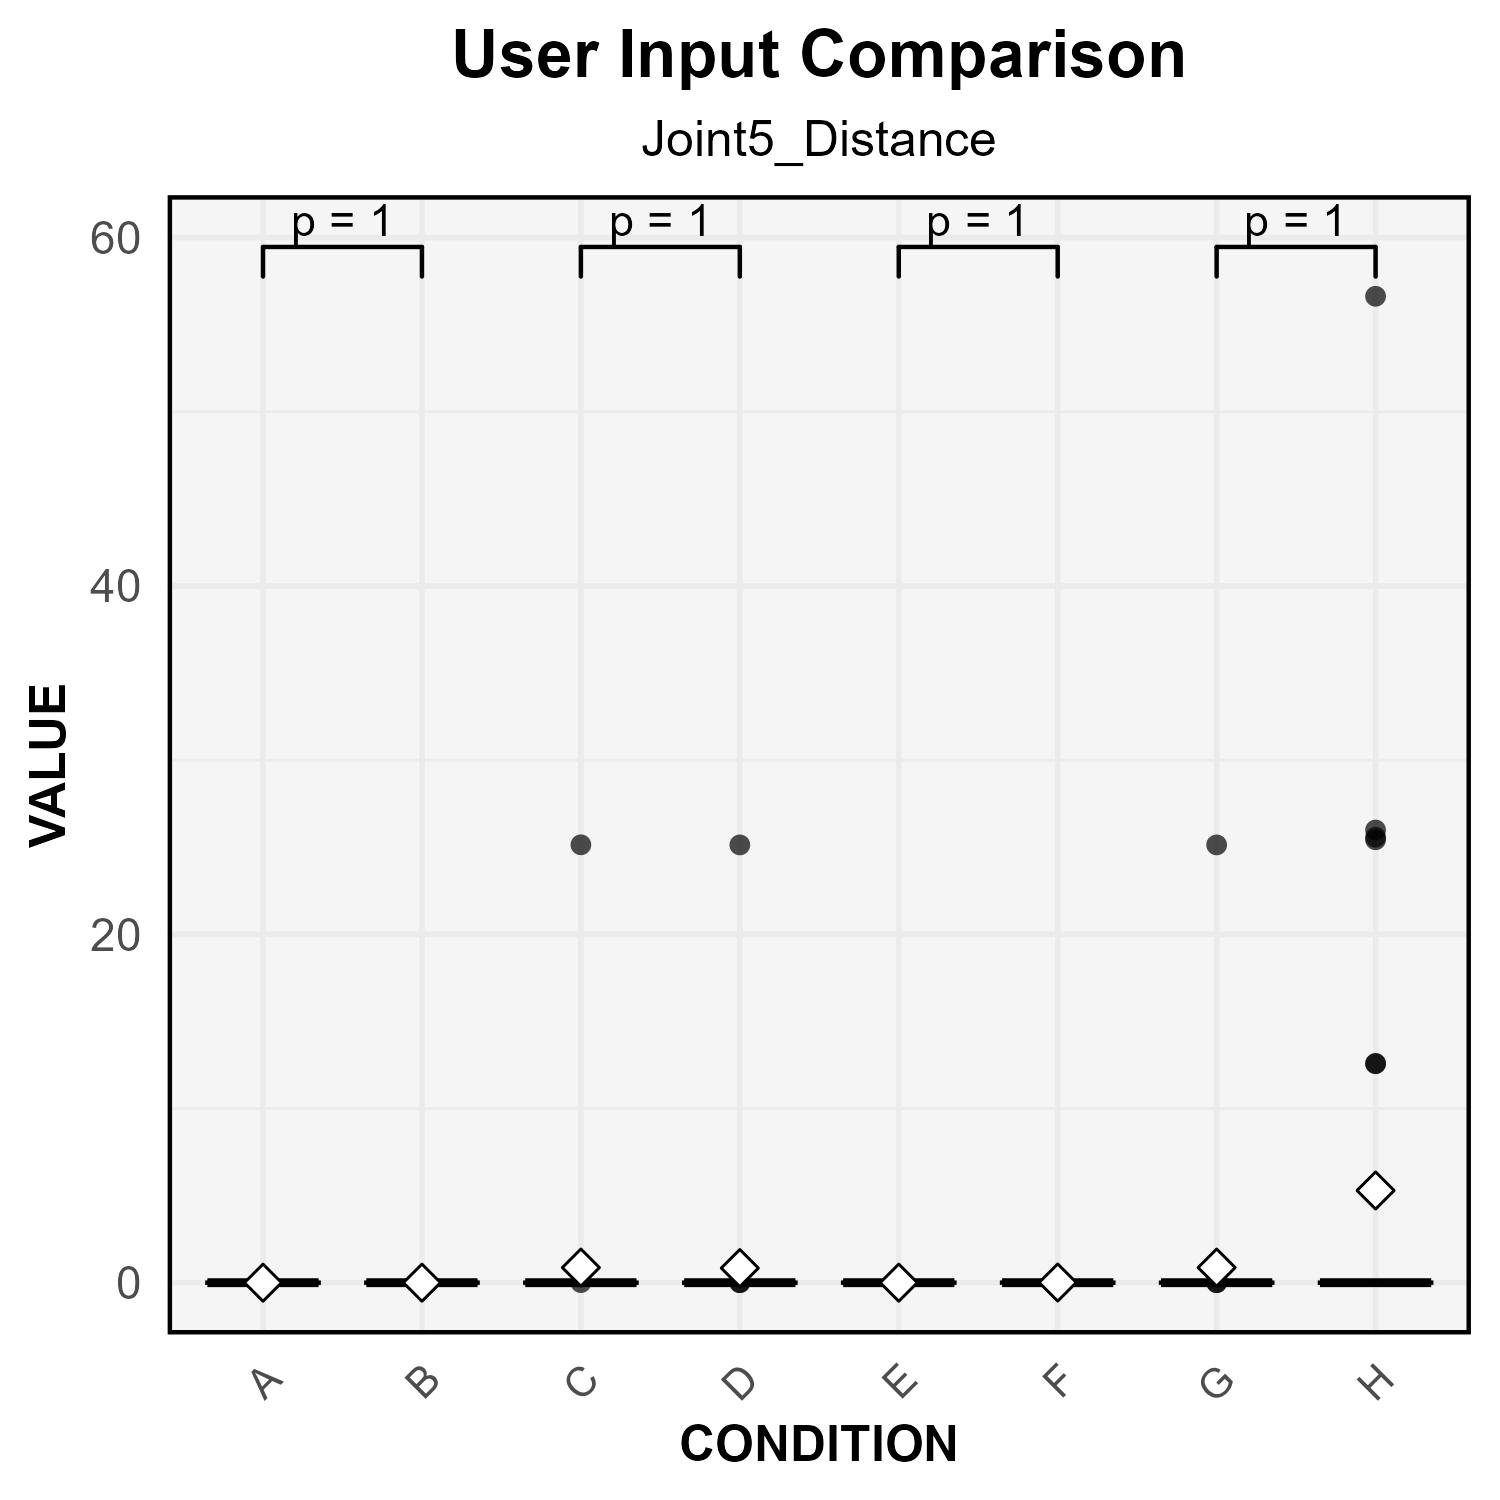 User Input Comparison
Joint5_Distance
p = 1 p = 1 p = 1 p = 1
60
40
20
0
VALUE
A B C D E F G H
CONDITION